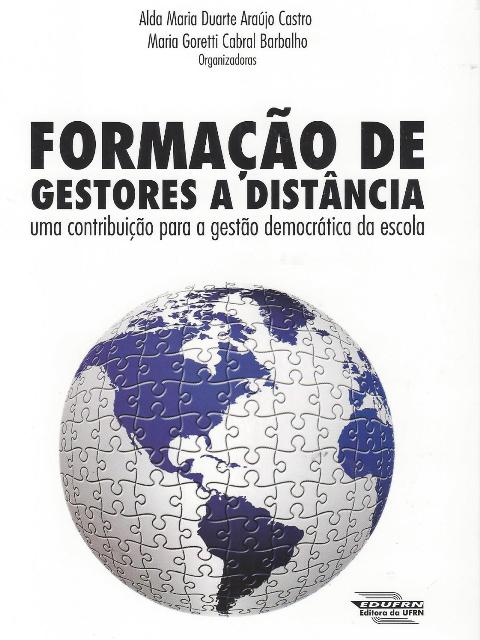 Alda Maria Duarte Araújo Castro
Maria Goretti Cabral Barbalho
Organizadoras
FORMAÇÃO DE
GESTORES A DISTÂNCIA
uma contribuição para a gestão democrática da escola
EDUFRN
Editora da UFRN